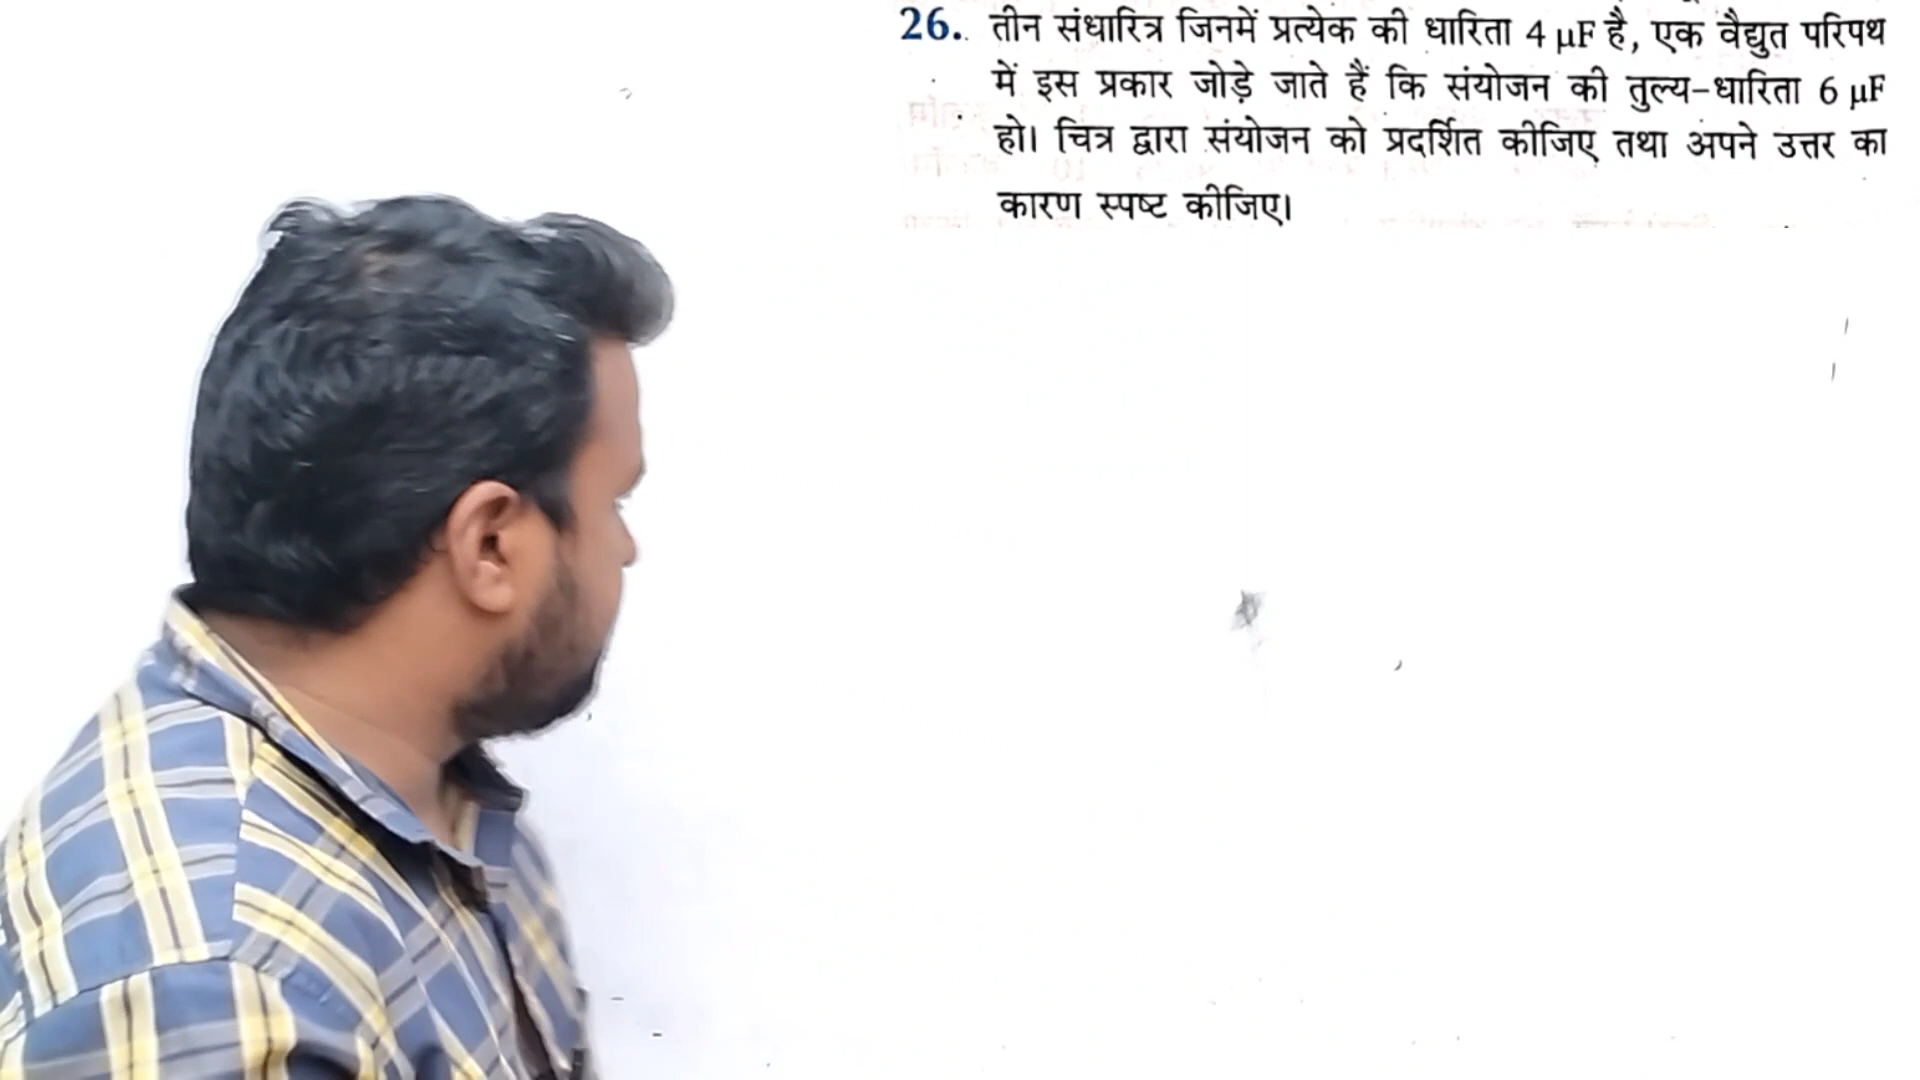 26. तीन संधारित्र जिनमें प्रत्येक की धारिता 4 μF है, एक वैद्युत परिपथ
में इस प्रकार जोड़े जाते हैं कि संयोजन की तुल्य-धारिता 6 μF
हो। चित्र द्वारा संयोजन को प्रदर्शित कीजिए तथा अपने उत्तर का
कारण स्पष्ट कीजिए।